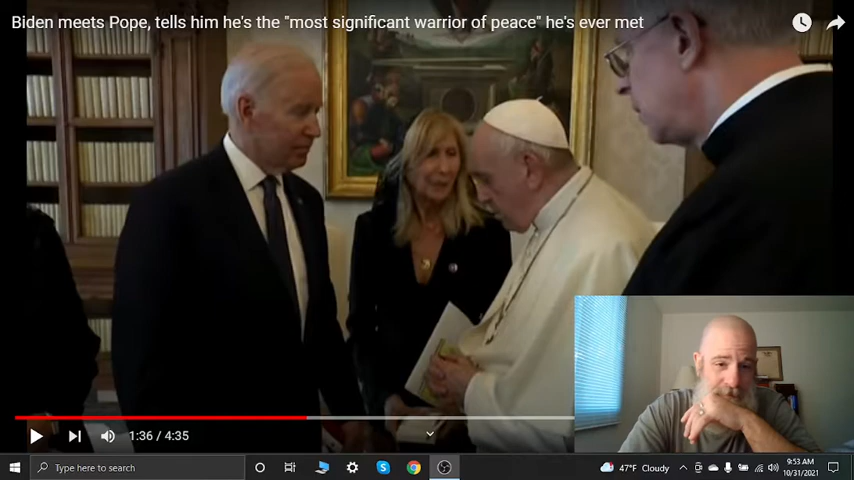 Biden meets Pope, tells him he's the "most significant warrior of peace" he's ever met
1:36 / 4:35
Type here to search
47°F Cloudy
9:53 AM
10/31/2021